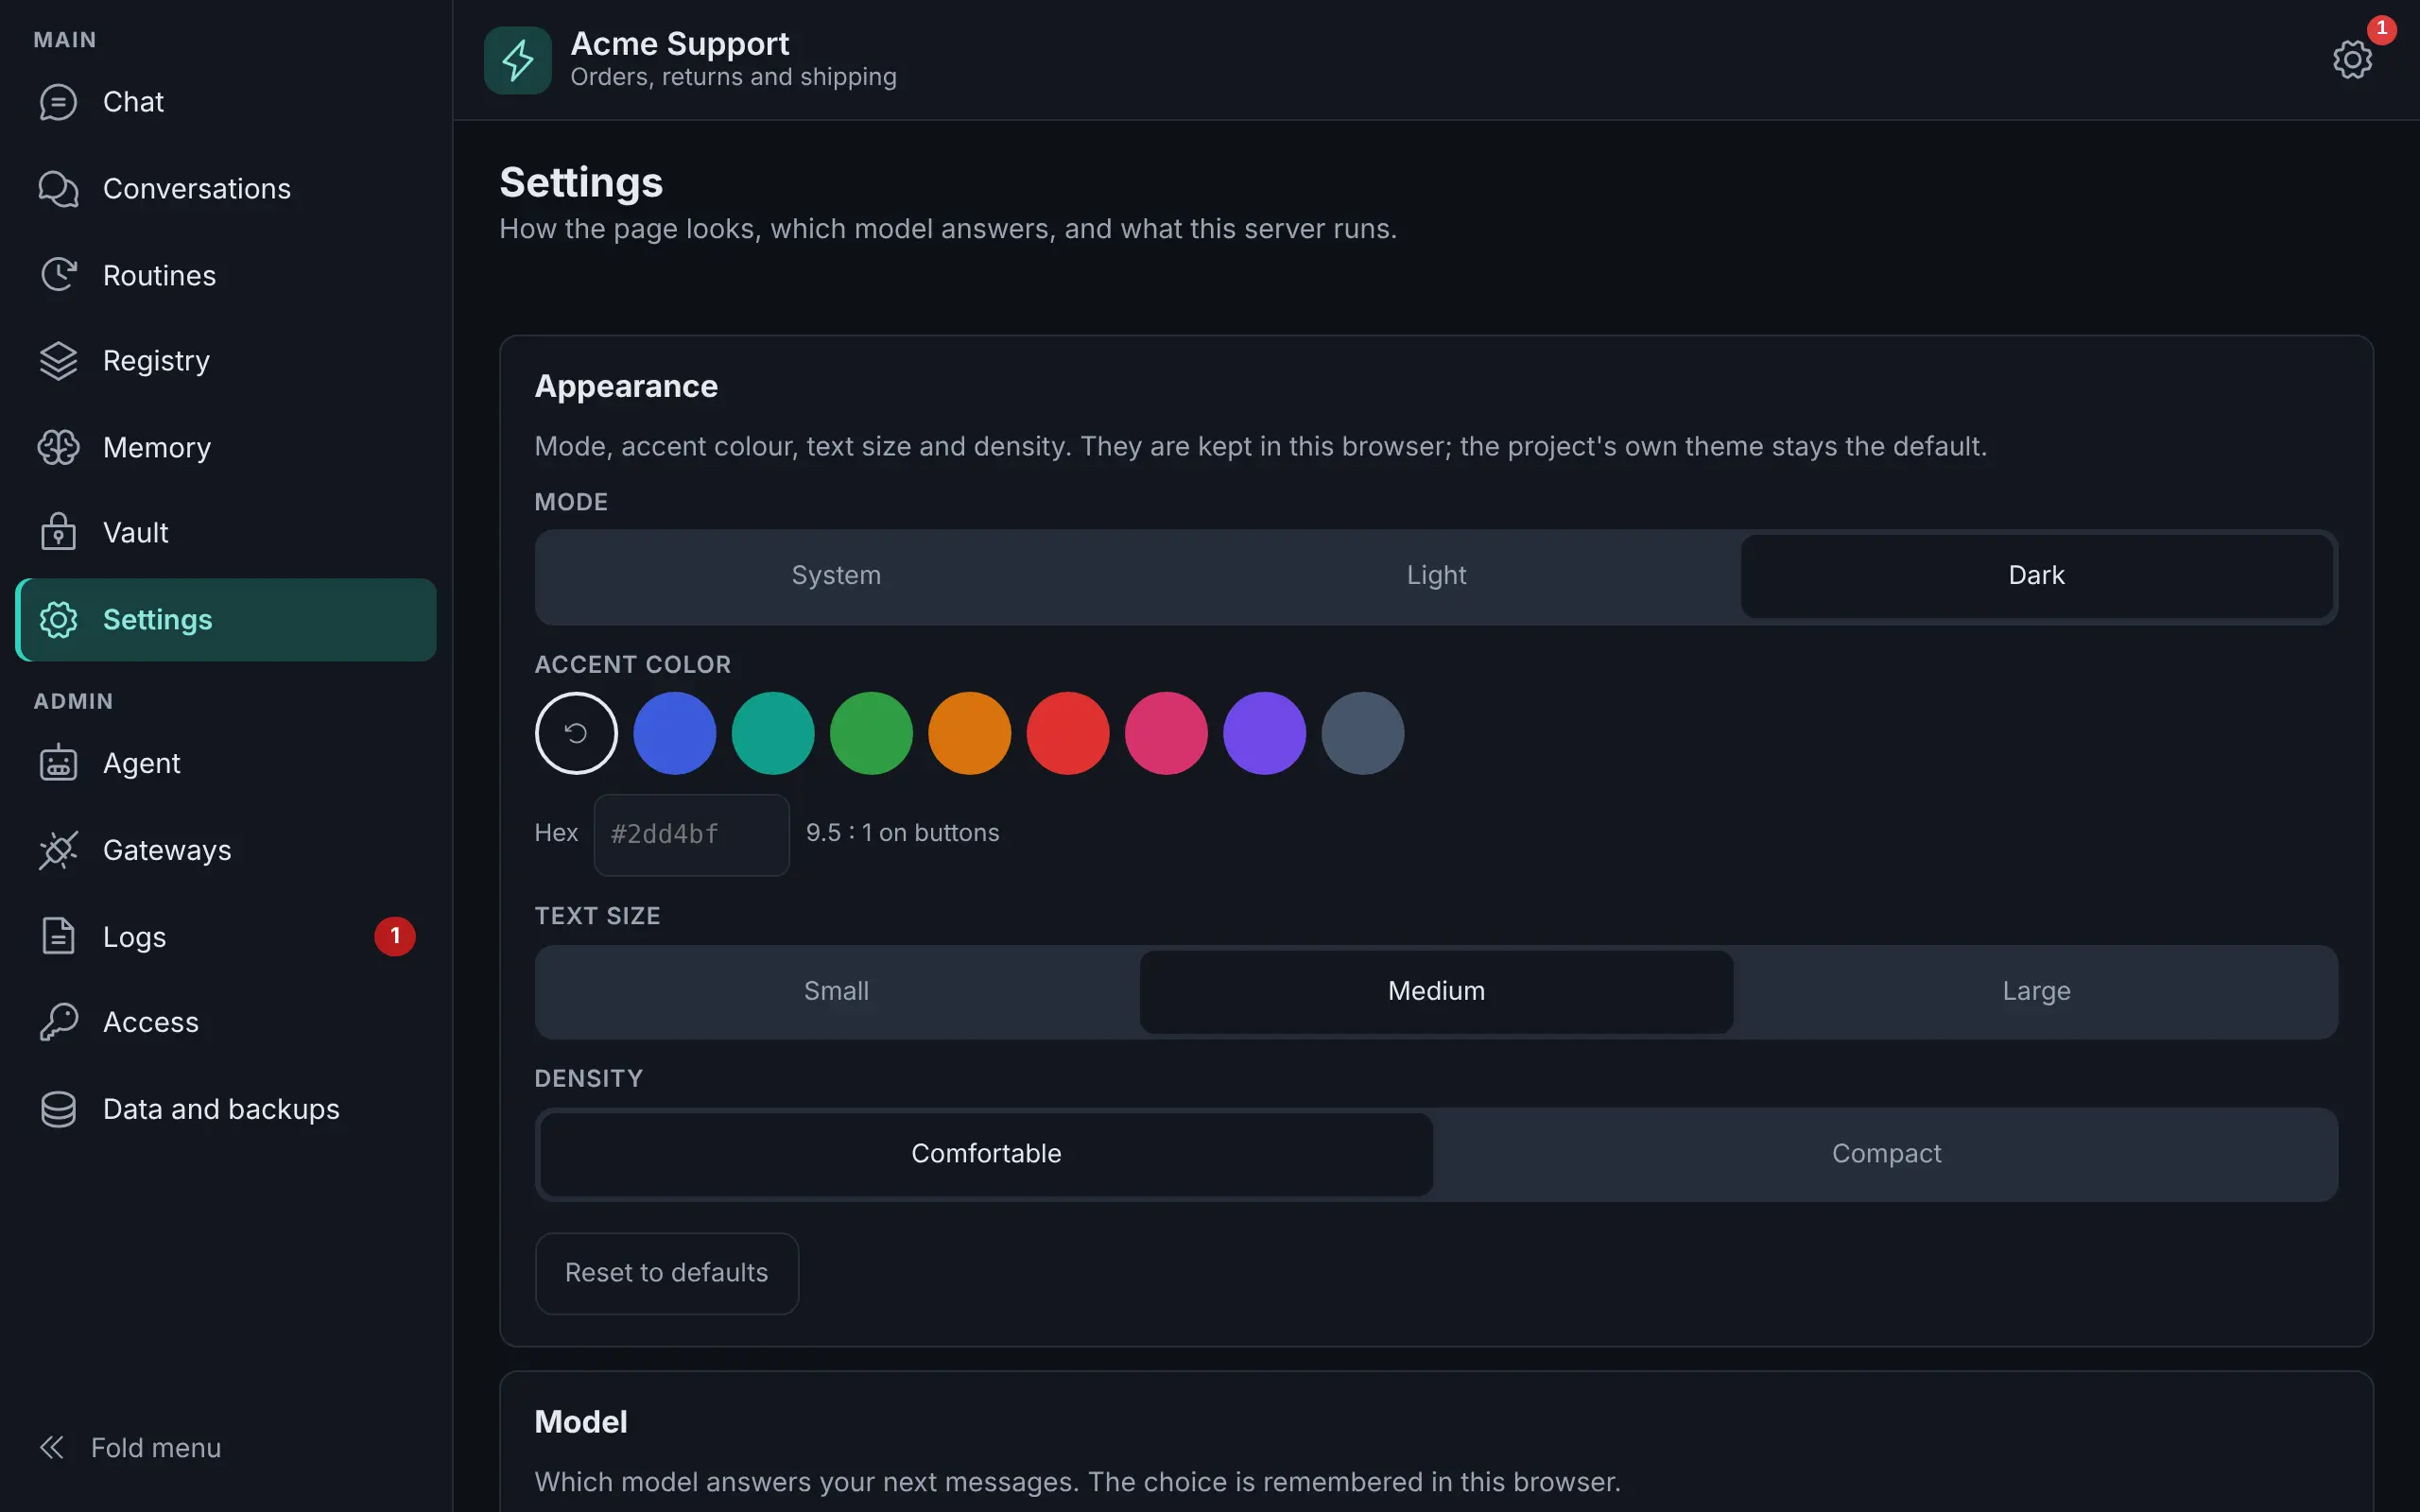 MAIN
Chat
Conversations
Routines
Registry
Memory
Vault
Settings
ADMIN
Agent
Gateways
Logs 1
Access
Data and backups
Fold menu
Acme Support
Orders, returns and shipping
1
Settings
How the page looks, which model answers, and what this server runs.
Appearance
Mode, accent colour, text size and density. They are kept in this browser; the project's own theme stays the default.
MODE
System Light Dark
ACCENT COLOR
Hex #2dd4bf 9.5 : 1 on buttons
TEXT SIZE
Small Medium Large
DENSITY
Comfortable Compact
Reset to defaults
Model
Which model answers your next messages. The choice is remembered in this browser.